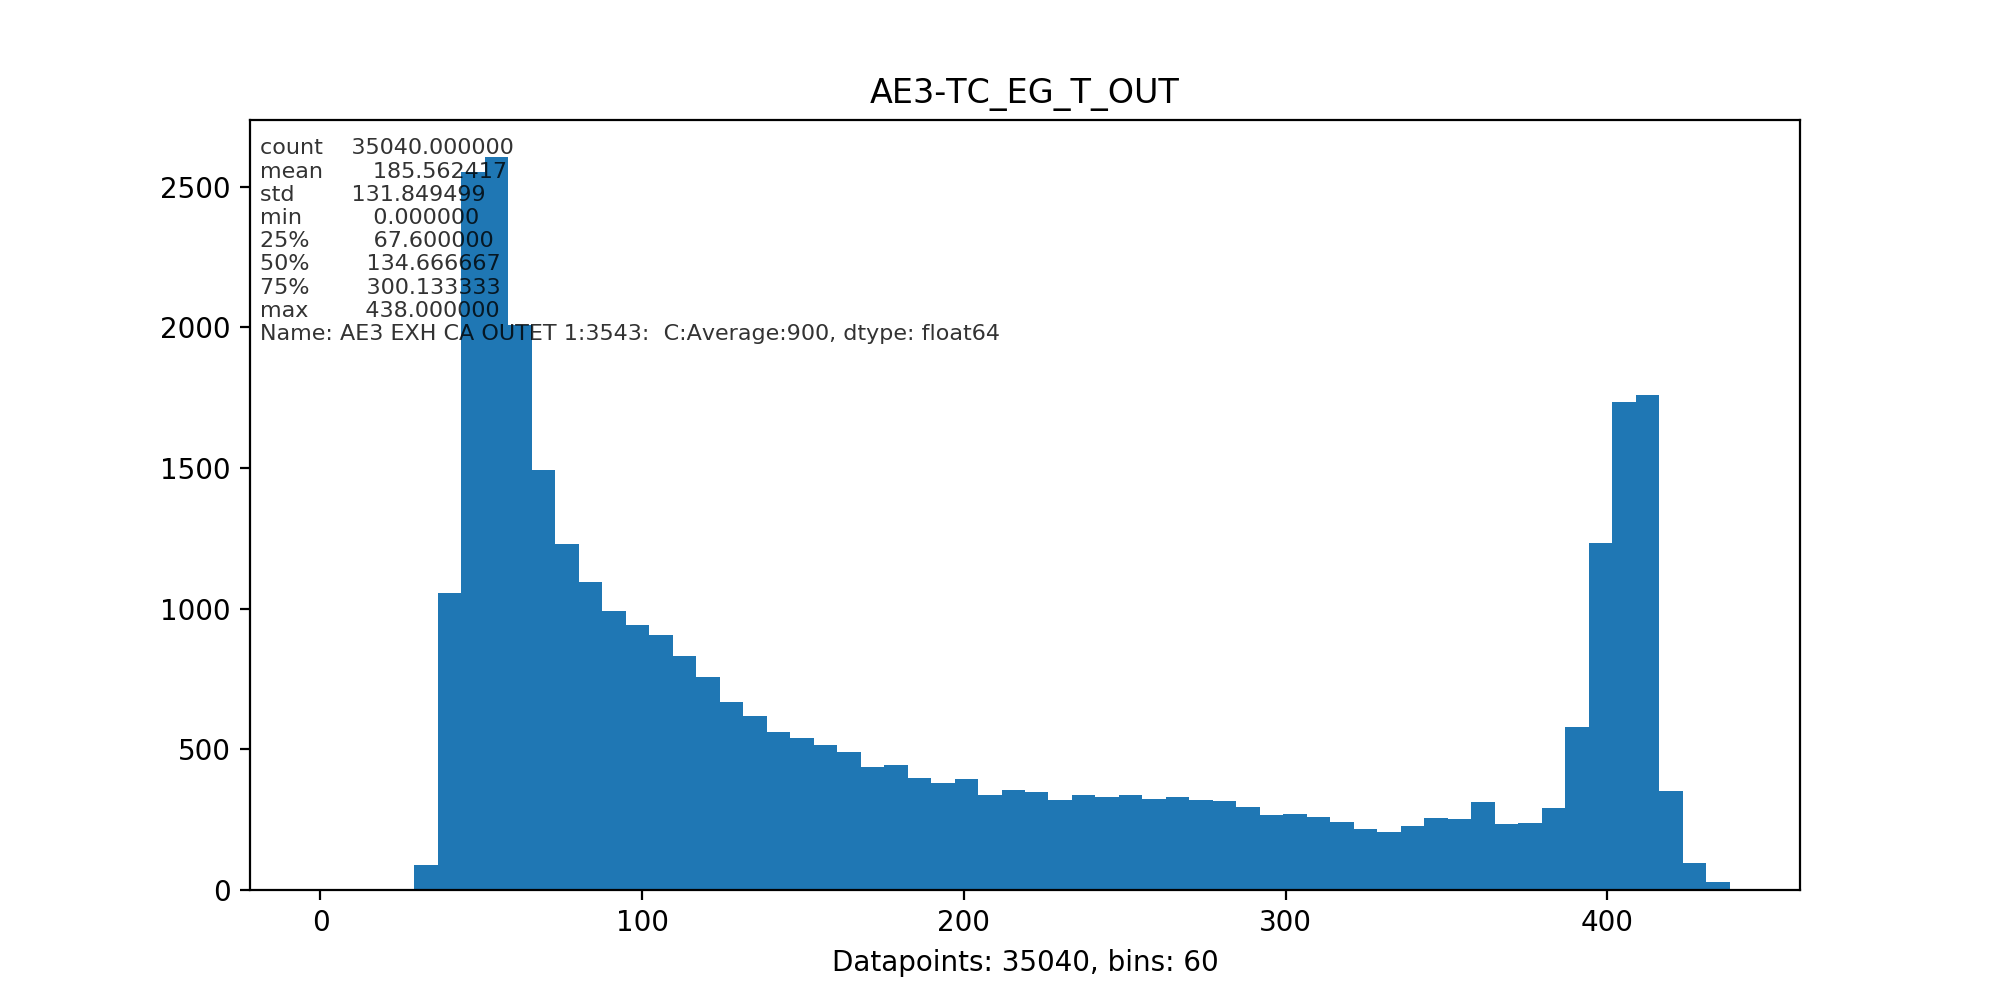 AE3-TC_EG_T_OUT
count 35040.000000
mean 185.562417
std 131.849499
min 0.000000
25% 67.600000
50% 134.666667
75% 300.133333
max 438.000000
Name: AE3 EXH CA OUTET 1:3543:  C:Average:900, dtype: float64
2500
2000
1500
1000
500
0
0 100 200 300 400
Datapoints: 35040, bins: 60